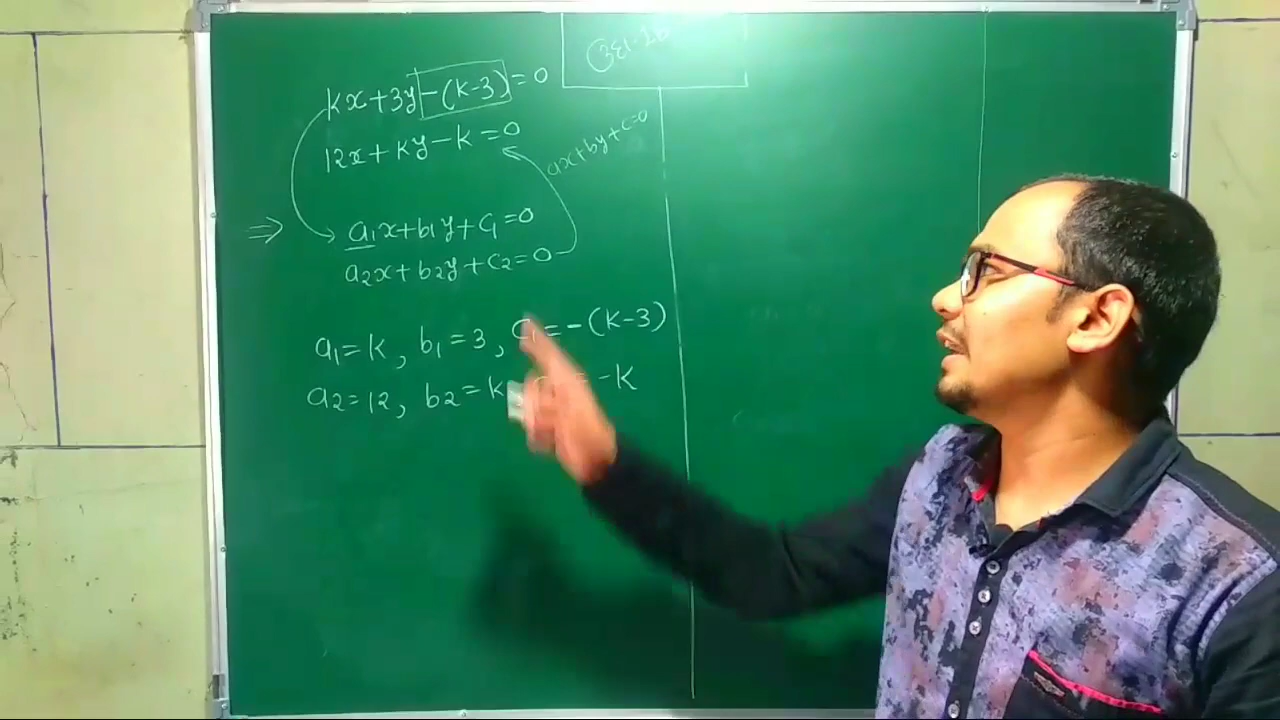 kx+3y-(k-3)=0
12x+ky-k=0
ax+by+c=0
⇒ a₁x+b₁y+c₁=0
a₂x+b₂y+c₂=0
a₁=k, b₁=3, c₁=-(k-3)
a₂=12, b₂=k = -k